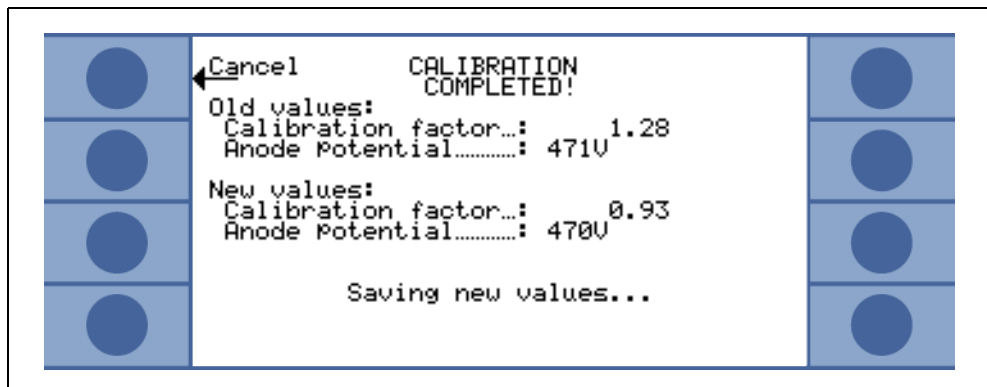 Cancel CALIBRATION
COMPLETED!
Old values:
Calibration factor…: 1.28
Anode Potential…………: 471V
New values:
Calibration factor…: 0.93
Anode Potential…………: 470V
Saving new values...